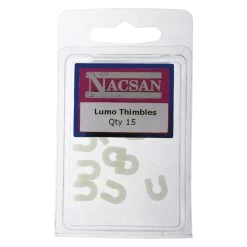 NACSAN
Lumo Thimbles
Qty 15